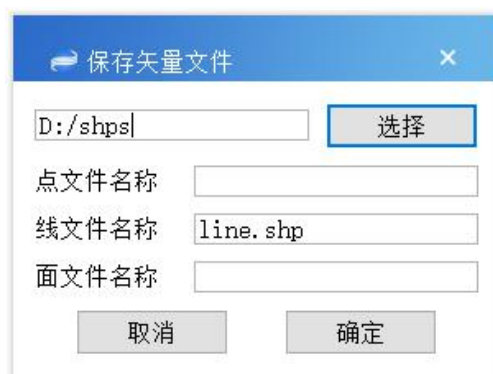 保存矢量文件
D:/shps 选择
点文件名称
线文件名称 line.shp
面文件名称
取消 确定